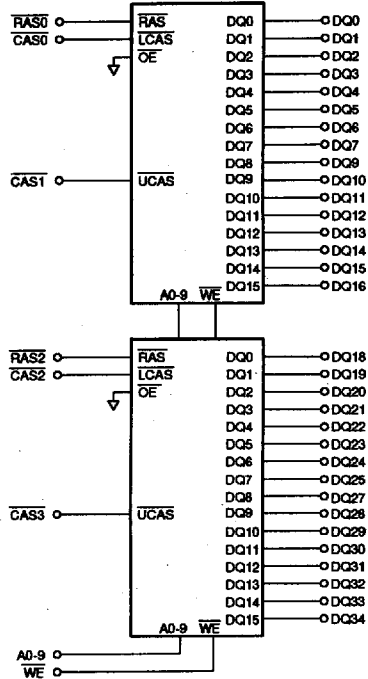 RAS0 RAS DQ0 DQ0
CAS0 LCAS DQ1 DQ1
OE DQ2 DQ2
DQ3 DQ3
DQ4 DQ4
DQ5 DQ5
DQ6 DQ6
DQ7 DQ7
DQ8 DQ9
CAS1 UCAS DQ9 DQ10
DQ10 DQ11
DQ11 DQ12
DQ12 DQ13
DQ13 DQ14
DQ14 DQ15
DQ15 DQ16
A0-9 WE
RAS2 RAS DQ0 DQ18
CAS2 LCAS DQ1 DQ19
OE DQ2 DQ20
DQ3 DQ21
DQ4 DQ22
DQ5 DQ23
DQ6 DQ24
DQ7 DQ25
DQ8 DQ27
CAS3 UCAS DQ9 DQ28
DQ10 DQ29
DQ11 DQ30
DQ12 DQ31
DQ13 DQ32
DQ14 DQ33
DQ15 DQ34
A0-9 WE
A0-9
WE